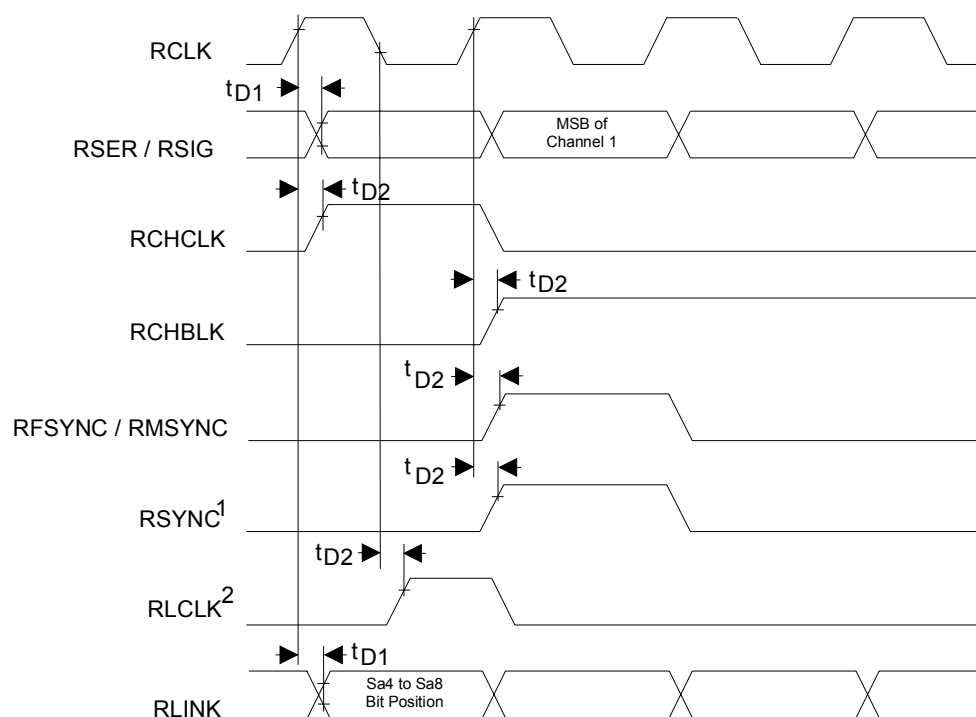 RCLK
tD1
RSER / RSIG
MSB of
Channel 1
tD2
RCHCLK
tD2
RCHBLK
tD2
RFSYNC / RMSYNC
tD2
RSYNC1
tD2
RLCLK2
tD1
RLINK
Sa4 to Sa8
Bit Position